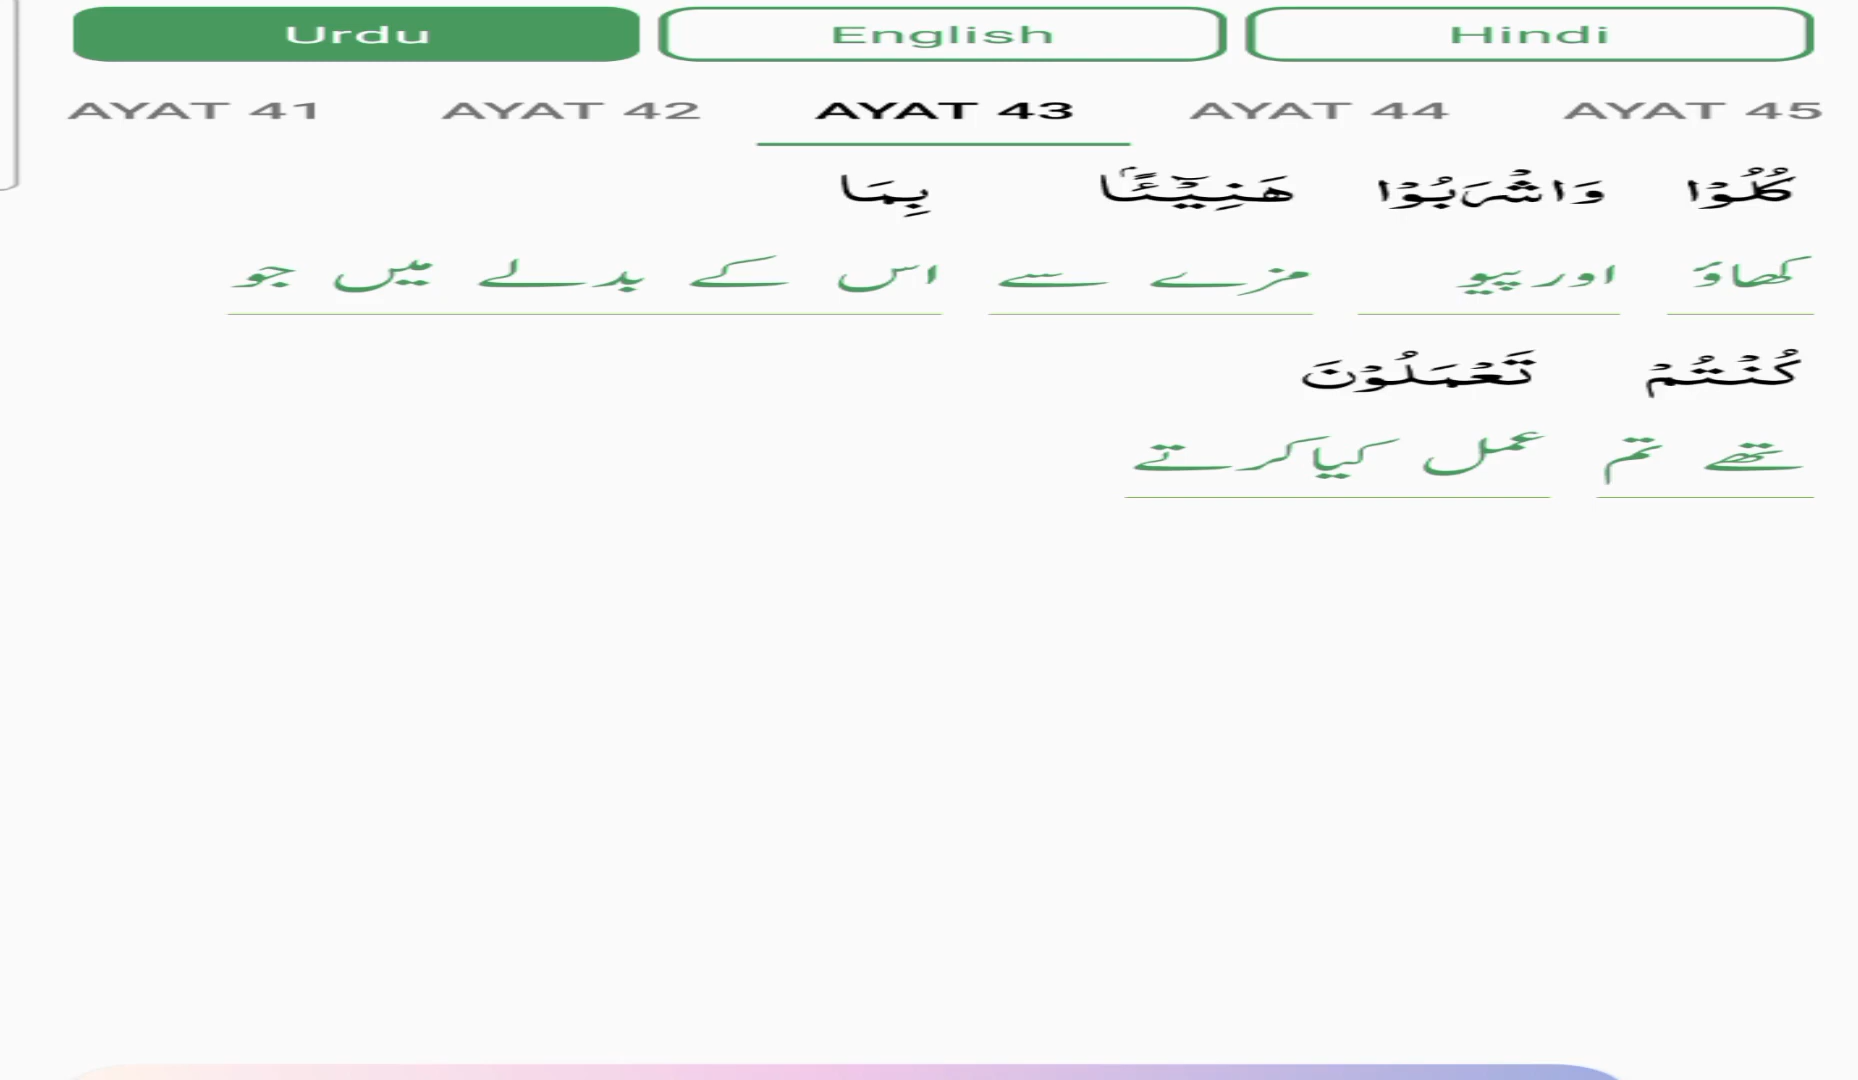 Urdu English Hindi
AYAT 41 AYAT 42 AYAT 43 AYAT 44 AYAT 45
كُلُوْا وَاشْرَبُوْا هَنِيْٓـًٔۢا بِمَا
کھاؤ اور پیو مزے سے اس کے بدلے میں جو
كُنْتُمْ تَعْمَلُوْنَ
تھے تم عمل کیا کرتے